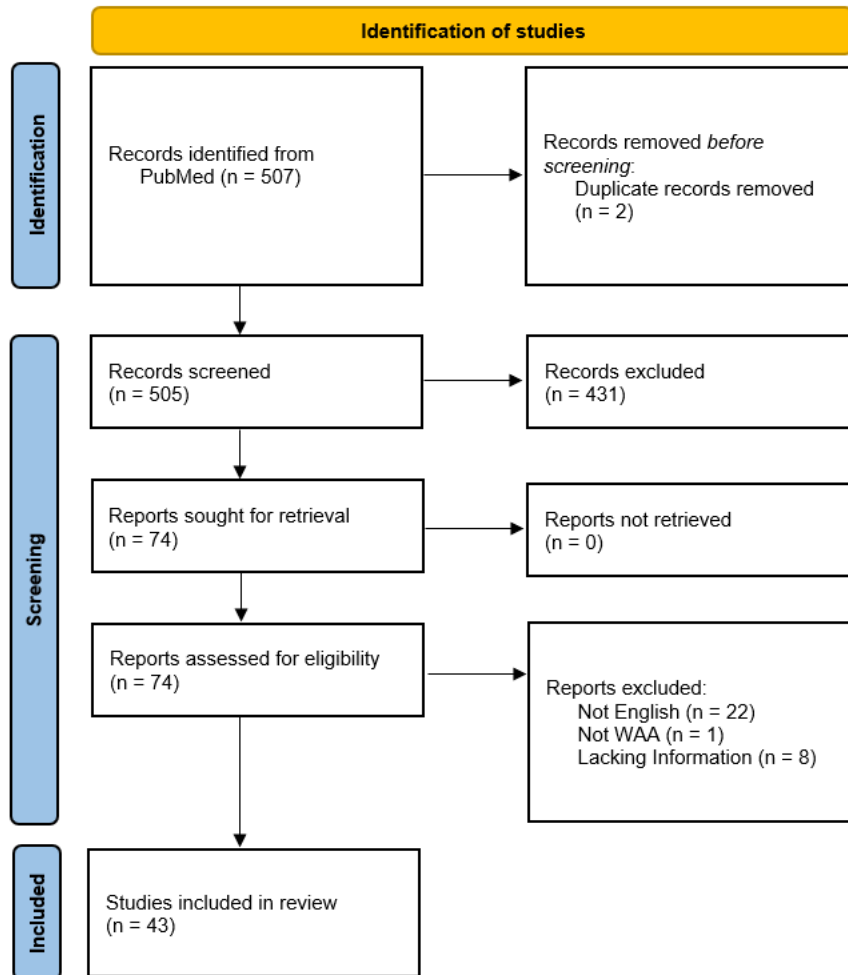 Identification of studies
Identification
Records identified from
PubMed (n = 507)
Records removed before
screening:
Duplicate records removed
(n = 2)
Screening
Records screened
(n = 505)
Records excluded
(n = 431)
Reports sought for retrieval
(n = 74)
Reports not retrieved
(n = 0)
Reports assessed for eligibility
(n = 74)
Reports excluded:
Not English (n = 22)
Not WAA (n = 1)
Lacking Information (n = 8)
Included
Studies included in review
(n = 43)